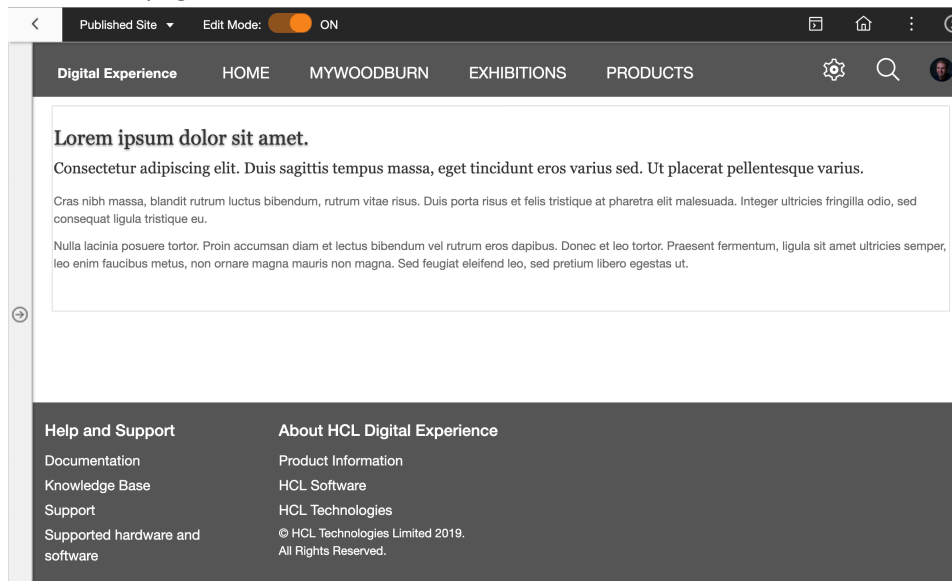 Published Site
Edit Mode:
ON
Digital Experience
HOME
MYWOODBURN
EXHIBITIONS
PRODUCTS
Lorem ipsum dolor sit amet.
Consectetur adipiscing elit. Duis sagittis tempus massa, eget tincidunt eros varius sed. Ut placerat pellentesque varius.
Cras nibh massa, blandit rutrum luctus bibendum, rutrum vitae risus. Duis porta risus et felis tristique at pharetra elit malesuada. Integer ultricies fringilla odio, sed
consequat ligula tristique eu.
Nulla lacinia posuere tortor. Proin accumsan diam et lectus bibendum vel rutrum eros dapibus. Donec et leo tortor. Praesent fermentum, ligula sit amet ultricies semper,
leo enim faucibus metus, non ornare magna mauris non magna. Sed feugiat eleifend leo, sed pretium libero egestas ut.
Help and Support
Documentation
Knowledge Base
Support
Supported hardware and
software
About HCL Digital Experience
Product Information
HCL Software
HCL Technologies
© HCL Technologies Limited 2019.
All Rights Reserved.